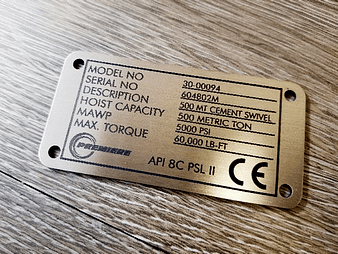 MODEL NO 30-00094
SERIAL NO 604802M
DESCRIPTION 500 MT CEMENT SWIVEL
HOIST CAPACITY 500 METRIC TON
MAWP 5000 PSI
MAX. TORQUE 60,000 LB-FT
PREMIERE
API 8C PSL II CE